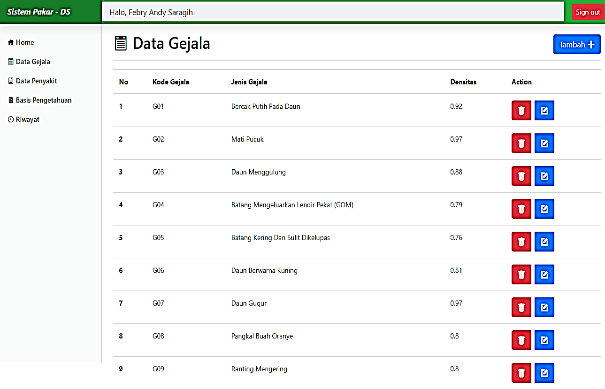 Sistem Pakar - DS
Halo, Febry Andy Saragih
Sign out
Home
Data Gejala
Data Penyakit
Basis Pengetahuan
Riwayat
Data Gejala
Tambah +
No Kode Gejala Jenis Gejala Densitas Action
1 G01 Bercak Putih Pada Daun 0.92
2 G02 Mati Pucuk 0.97
3 G03 Daun Menggulung 0.88
4 G04 Batang Mengeluarkan Lendir Pekat (GOM) 0.79
5 G05 Batang Kering Dan Sulit Dikelupas 0.76
6 G06 Daun Berwarna Kuning
7 G07 Daun Gugur 0.97
8 G08 Pangkal Buah Oranye 0.8
9 G09 Ranting Mengering 0.8